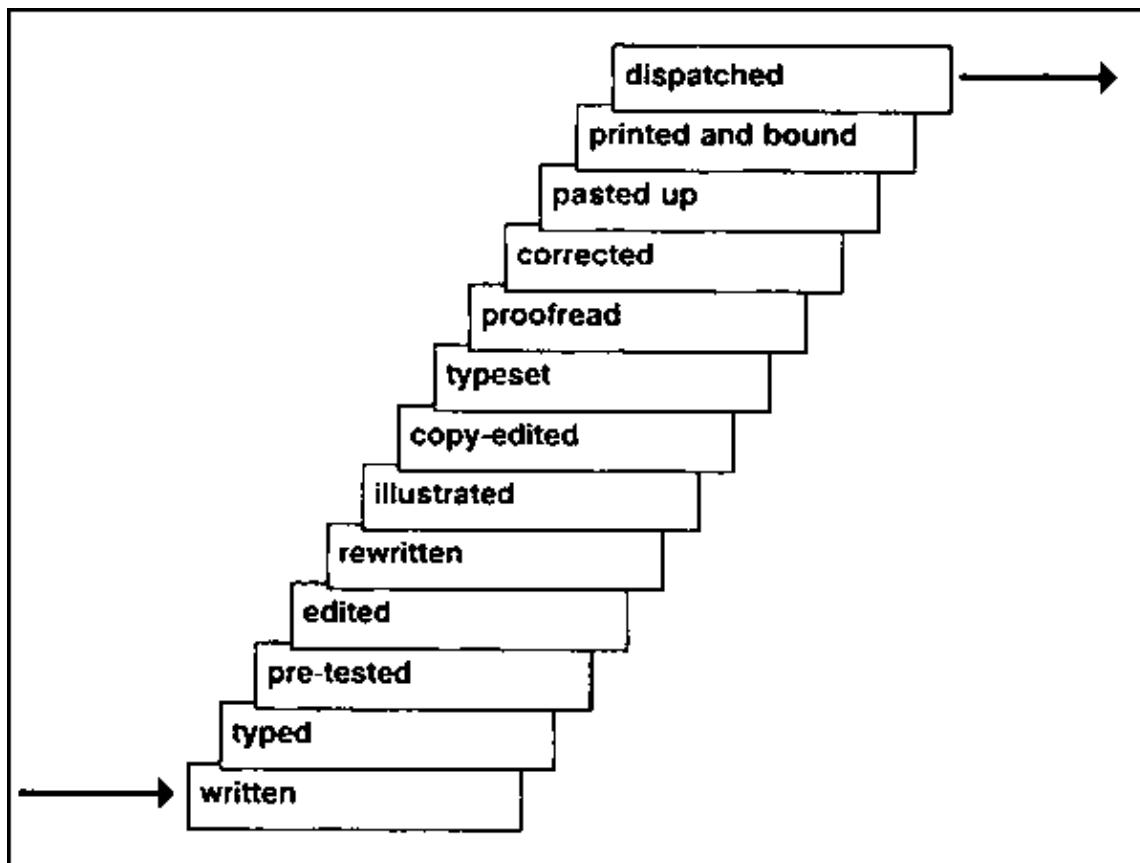 dispatched
printed and bound
pasted up
corrected
proofread
typeset
copy-edited
illustrated
rewritten
edited
pre-tested
typed
written